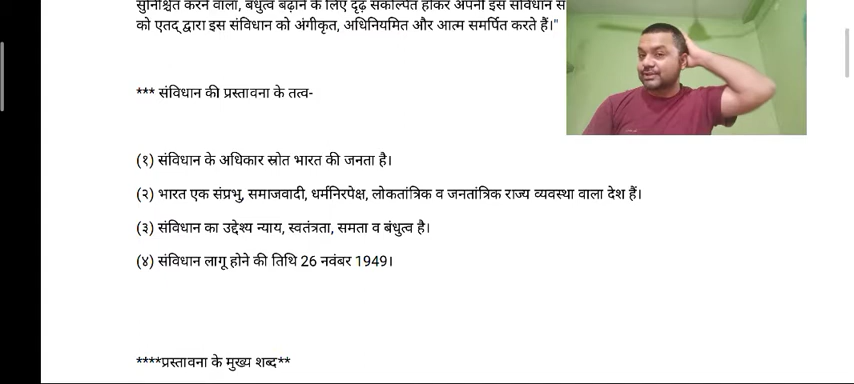 सुनिश्चित करने वाला, बंधुत्व बढ़ाने के लिए दृढ़ संकल्पित होकर अपनी इस संविधान स
को एतद् द्वारा इस संविधान को अंगीकृत, अधिनियमित और आत्म समर्पित करते हैं।"
*** संविधान की प्रस्तावना के तत्व-
(१) संविधान के अधिकार स्रोत भारत की जनता है।
(२) भारत एक संप्रभु, समाजवादी, धर्मनिरपेक्ष, लोकतांत्रिक व जनतांत्रिक राज्य व्यवस्था वाला देश हैं।
(३) संविधान का उद्देश्य न्याय, स्वतंत्रता, समता व बंधुत्व है।
(४) संविधान लागू होने की तिथि 26 नवंबर 1949।
****प्रस्तावना के मुख्य शब्द**